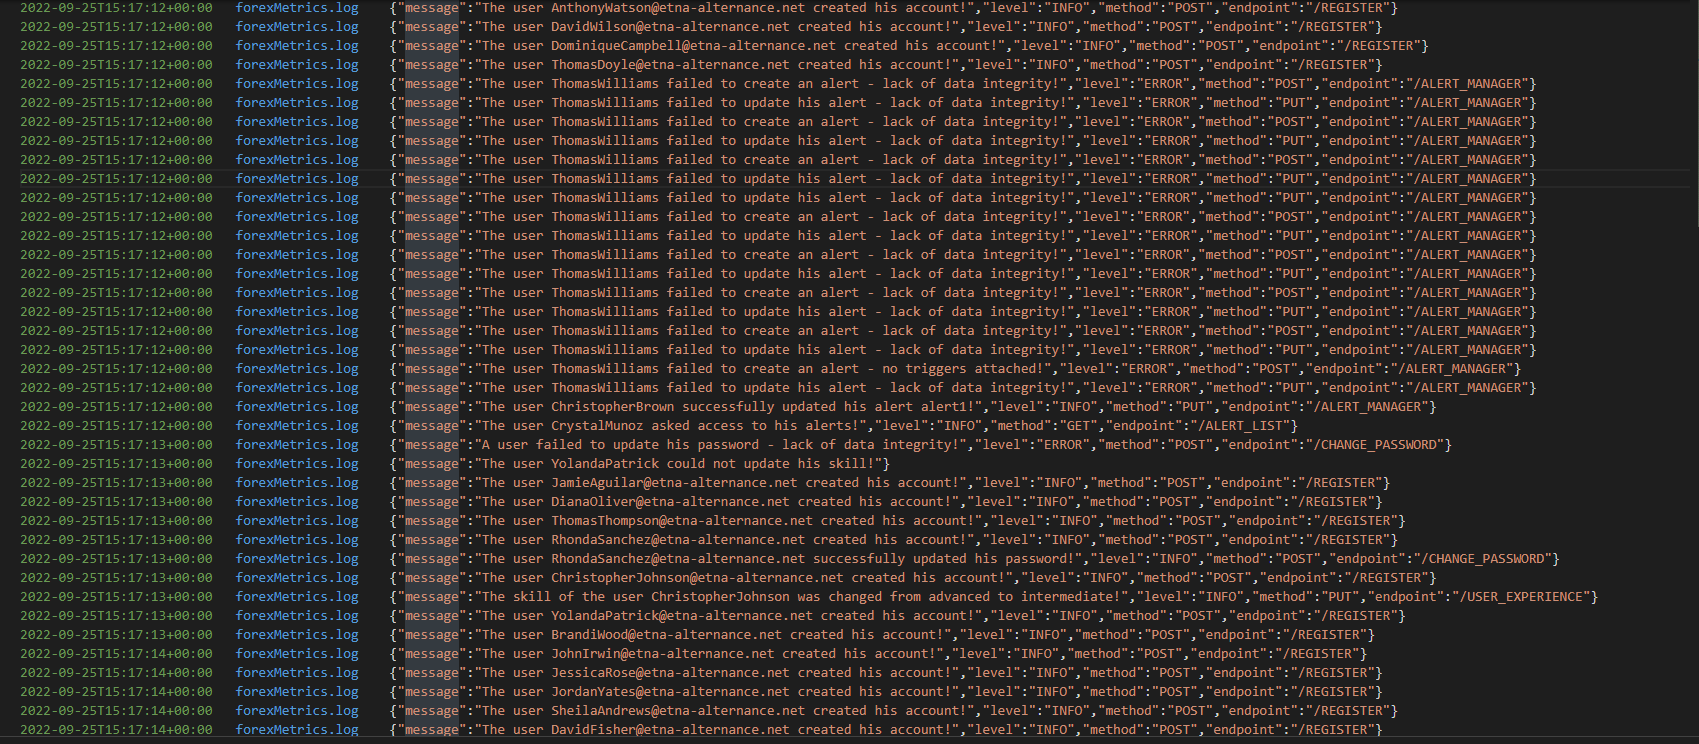 2022-09-25T15:17:12+00:00 forexMetrics.log {"message":"The user AnthonyWatson@etna-alternance.net created his account!","level":"INFO","method":"POST","endpoint":"/REGISTER"}
2022-09-25T15:17:12+00:00 forexMetrics.log {"message":"The user DavidWilson@etna-alternance.net created his account!","level":"INFO","method":"POST","endpoint":"/REGISTER"}
2022-09-25T15:17:12+00:00 forexMetrics.log {"message":"The user DominiqueCampbell@etna-alternance.net created his account!","level":"INFO","method":"POST","endpoint":"/REGISTER"}
2022-09-25T15:17:12+00:00 forexMetrics.log {"message":"The user ThomasDoyle@etna-alternance.net created his account!","level":"INFO","method":"POST","endpoint":"/REGISTER"}
2022-09-25T15:17:12+00:00 forexMetrics.log {"message":"The user ThomasWilliams failed to create an alert - lack of data integrity!","level":"ERROR","method":"POST","endpoint":"/ALERT_MANAGER"}
2022-09-25T15:17:12+00:00 forexMetrics.log {"message":"The user ThomasWilliams failed to update his alert - lack of data integrity!","level":"ERROR","method":"PUT","endpoint":"/ALERT_MANAGER"}
2022-09-25T15:17:12+00:00 forexMetrics.log {"message":"The user ThomasWilliams failed to create an alert - lack of data integrity!","level":"ERROR","method":"POST","endpoint":"/ALERT_MANAGER"}
2022-09-25T15:17:12+00:00 forexMetrics.log {"message":"The user ThomasWilliams failed to update his alert - lack of data integrity!","level":"ERROR","method":"PUT","endpoint":"/ALERT_MANAGER"}
2022-09-25T15:17:12+00:00 forexMetrics.log {"message":"The user ThomasWilliams failed to create an alert - lack of data integrity!","level":"ERROR","method":"POST","endpoint":"/ALERT_MANAGER"}
2022-09-25T15:17:12+00:00 forexMetrics.log {"message":"The user ThomasWilliams failed to update his alert - lack of data integrity!","level":"ERROR","method":"PUT","endpoint":"/ALERT_MANAGER"}
2022-09-25T15:17:12+00:00 forexMetrics.log {"message":"The user ThomasWilliams failed to update his alert - lack of data integrity!","level":"ERROR","method":"PUT","endpoint":"/ALERT_MANAGER"}
2022-09-25T15:17:12+00:00 forexMetrics.log {"message":"The user ThomasWilliams failed to create an alert - lack of data integrity!","level":"ERROR","method":"POST","endpoint":"/ALERT_MANAGER"}
2022-09-25T15:17:12+00:00 forexMetrics.log {"message":"The user ThomasWilliams failed to update his alert - lack of data integrity!","level":"ERROR","method":"PUT","endpoint":"/ALERT_MANAGER"}
2022-09-25T15:17:12+00:00 forexMetrics.log {"message":"The user ThomasWilliams failed to create an alert - lack of data integrity!","level":"ERROR","method":"POST","endpoint":"/ALERT_MANAGER"}
2022-09-25T15:17:12+00:00 forexMetrics.log {"message":"The user ThomasWilliams failed to update his alert - lack of data integrity!","level":"ERROR","method":"PUT","endpoint":"/ALERT_MANAGER"}
2022-09-25T15:17:12+00:00 forexMetrics.log {"message":"The user ThomasWilliams failed to create an alert - lack of data integrity!","level":"ERROR","method":"POST","endpoint":"/ALERT_MANAGER"}
2022-09-25T15:17:12+00:00 forexMetrics.log {"message":"The user ThomasWilliams failed to update his alert - lack of data integrity!","level":"ERROR","method":"PUT","endpoint":"/ALERT_MANAGER"}
2022-09-25T15:17:12+00:00 forexMetrics.log {"message":"The user ThomasWilliams failed to create an alert - lack of data integrity!","level":"ERROR","method":"POST","endpoint":"/ALERT_MANAGER"}
2022-09-25T15:17:12+00:00 forexMetrics.log {"message":"The user ThomasWilliams failed to update his alert - lack of data integrity!","level":"ERROR","method":"PUT","endpoint":"/ALERT_MANAGER"}
2022-09-25T15:17:12+00:00 forexMetrics.log {"message":"The user ThomasWilliams failed to create an alert - no triggers attached!","level":"ERROR","method":"POST","endpoint":"/ALERT_MANAGER"}
2022-09-25T15:17:12+00:00 forexMetrics.log {"message":"The user ThomasWilliams failed to update his alert - lack of data integrity!","level":"ERROR","method":"PUT","endpoint":"/ALERT_MANAGER"}
2022-09-25T15:17:12+00:00 forexMetrics.log {"message":"The user ChristopherBrown successfully updated his alert alert1!","level":"INFO","method":"PUT","endpoint":"/ALERT_MANAGER"}
2022-09-25T15:17:12+00:00 forexMetrics.log {"message":"The user CrystalMunoz asked access to his alerts!","level":"INFO","method":"GET","endpoint":"/ALERT_LIST"}
2022-09-25T15:17:13+00:00 forexMetrics.log {"message":"A user failed to update his password - lack of data integrity!","level":"ERROR","method":"POST","endpoint":"/CHANGE_PASSWORD"}
2022-09-25T15:17:13+00:00 forexMetrics.log {"message":"The user YolandaPatrick could not update his skill!"}
2022-09-25T15:17:13+00:00 forexMetrics.log {"message":"The user JamieAguilar@etna-alternance.net created his account!","level":"INFO","method":"POST","endpoint":"/REGISTER"}
2022-09-25T15:17:13+00:00 forexMetrics.log {"message":"The user DianaOliver@etna-alternance.net created his account!","level":"INFO","method":"POST","endpoint":"/REGISTER"}
2022-09-25T15:17:13+00:00 forexMetrics.log {"message":"The user ThomasThompson@etna-alternance.net created his account!","level":"INFO","method":"POST","endpoint":"/REGISTER"}
2022-09-25T15:17:13+00:00 forexMetrics.log {"message":"The user RhondaSanchez@etna-alternance.net created his account!","level":"INFO","method":"POST","endpoint":"/REGISTER"}
2022-09-25T15:17:13+00:00 forexMetrics.log {"message":"The user RhondaSanchez@etna-alternance.net successfully updated his password!","level":"INFO","method":"POST","endpoint":"/CHANGE_PASSWORD"}
2022-09-25T15:17:13+00:00 forexMetrics.log {"message":"The user ChristopherJohnson@etna-alternance.net created his account!","level":"INFO","method":"POST","endpoint":"/REGISTER"}
2022-09-25T15:17:13+00:00 forexMetrics.log {"message":"The skill of the user ChristopherJohnson was changed from advanced to intermediate!","level":"INFO","method":"PUT","endpoint":"/USER_EXPERIENCE"}
2022-09-25T15:17:13+00:00 forexMetrics.log {"message":"The user YolandaPatrick@etna-alternance.net created his account!","level":"INFO","method":"POST","endpoint":"/REGISTER"}
2022-09-25T15:17:13+00:00 forexMetrics.log {"message":"The user BrandiWood@etna-alternance.net created his account!","level":"INFO","method":"POST","endpoint":"/REGISTER"}
2022-09-25T15:17:14+00:00 forexMetrics.log {"message":"The user JohnIrwin@etna-alternance.net created his account!","level":"INFO","method":"POST","endpoint":"/REGISTER"}
2022-09-25T15:17:14+00:00 forexMetrics.log {"message":"The user JessicaRose@etna-alternance.net created his account!","level":"INFO","method":"POST","endpoint":"/REGISTER"}
2022-09-25T15:17:14+00:00 forexMetrics.log {"message":"The user JordanYates@etna-alternance.net created his account!","level":"INFO","method":"POST","endpoint":"/REGISTER"}
2022-09-25T15:17:14+00:00 forexMetrics.log {"message":"The user SheilaAndrews@etna-alternance.net created his account!","level":"INFO","method":"POST","endpoint":"/REGISTER"}
2022-09-25T15:17:14+00:00 forexMetrics.log {"message":"The user DavidFisher@etna-alternance.net created his account!","level":"INFO","method":"POST","endpoint":"/REGISTER"}